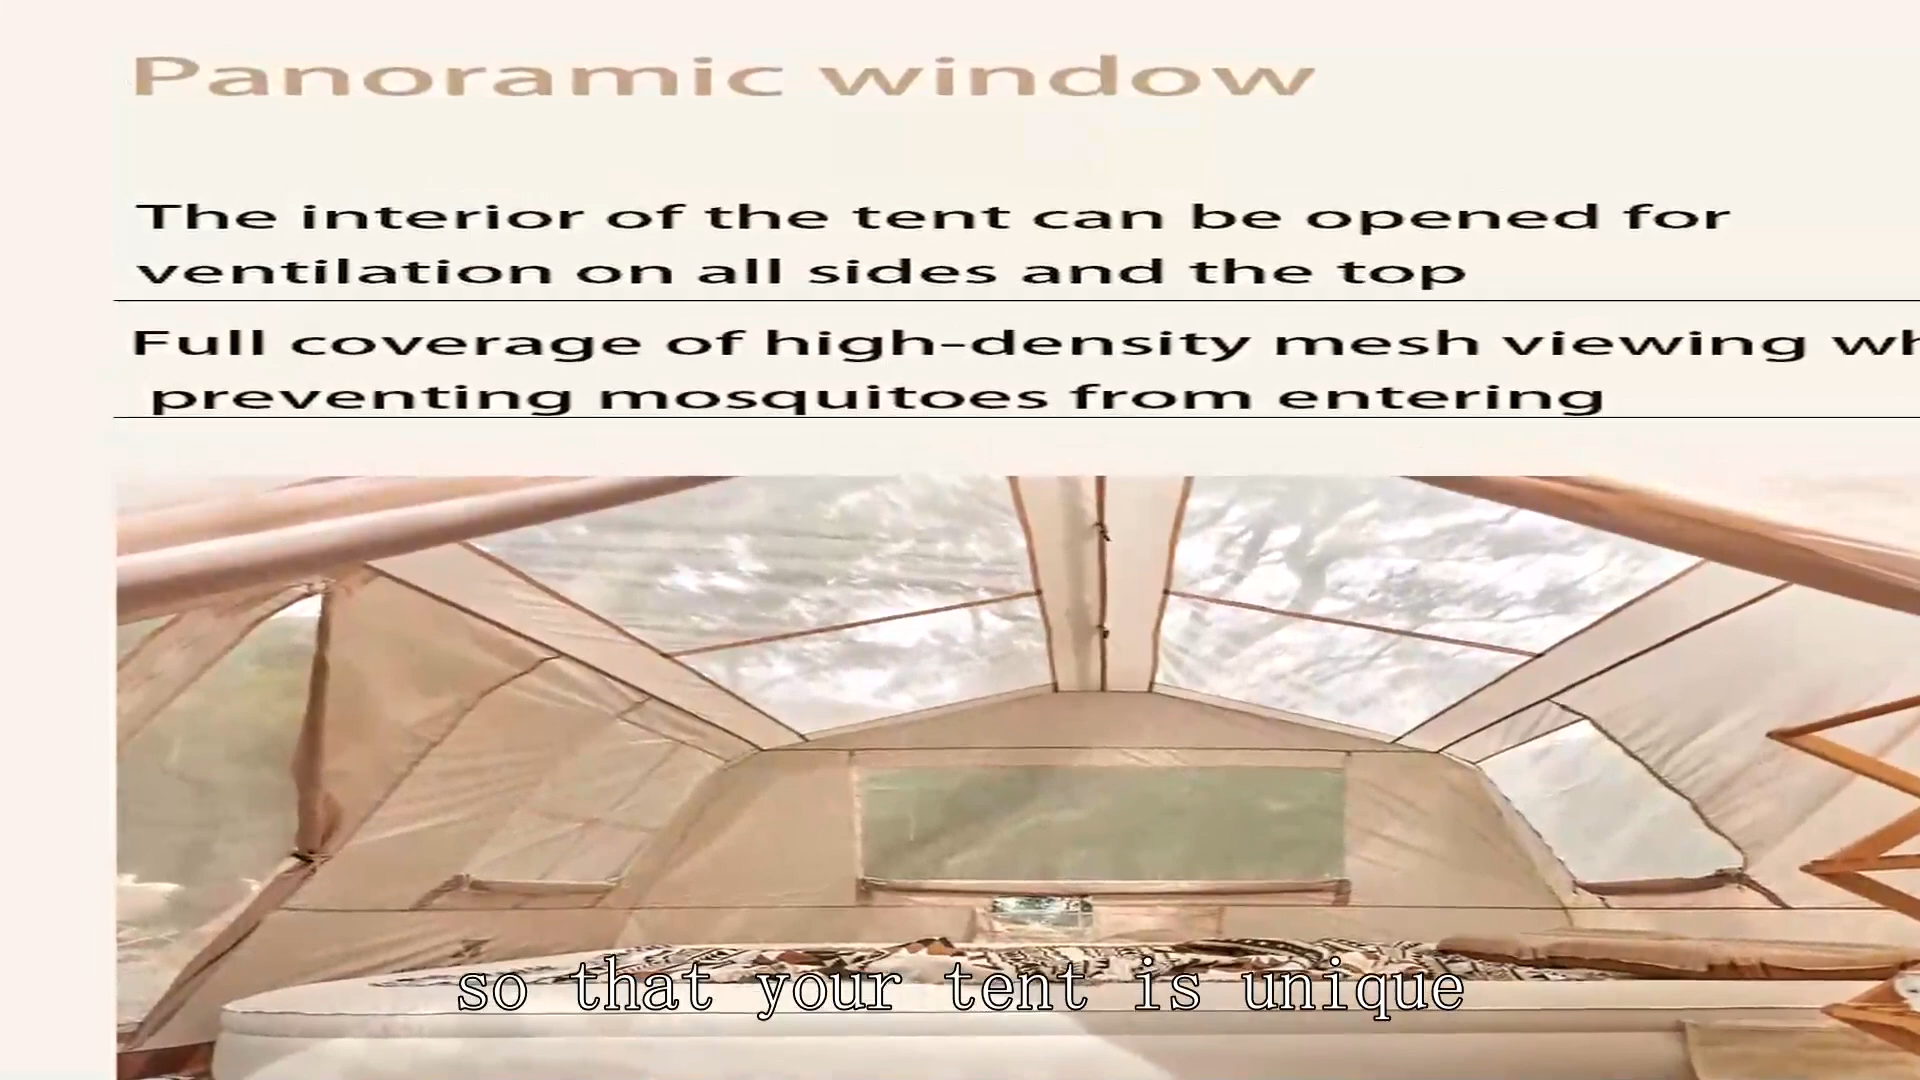 Panoramic window
The interior of the tent can be opened for
ventilation on all sides and the top
Full coverage of high-density mesh viewing
preventing mosquitoes from entering
so that your tent is unique